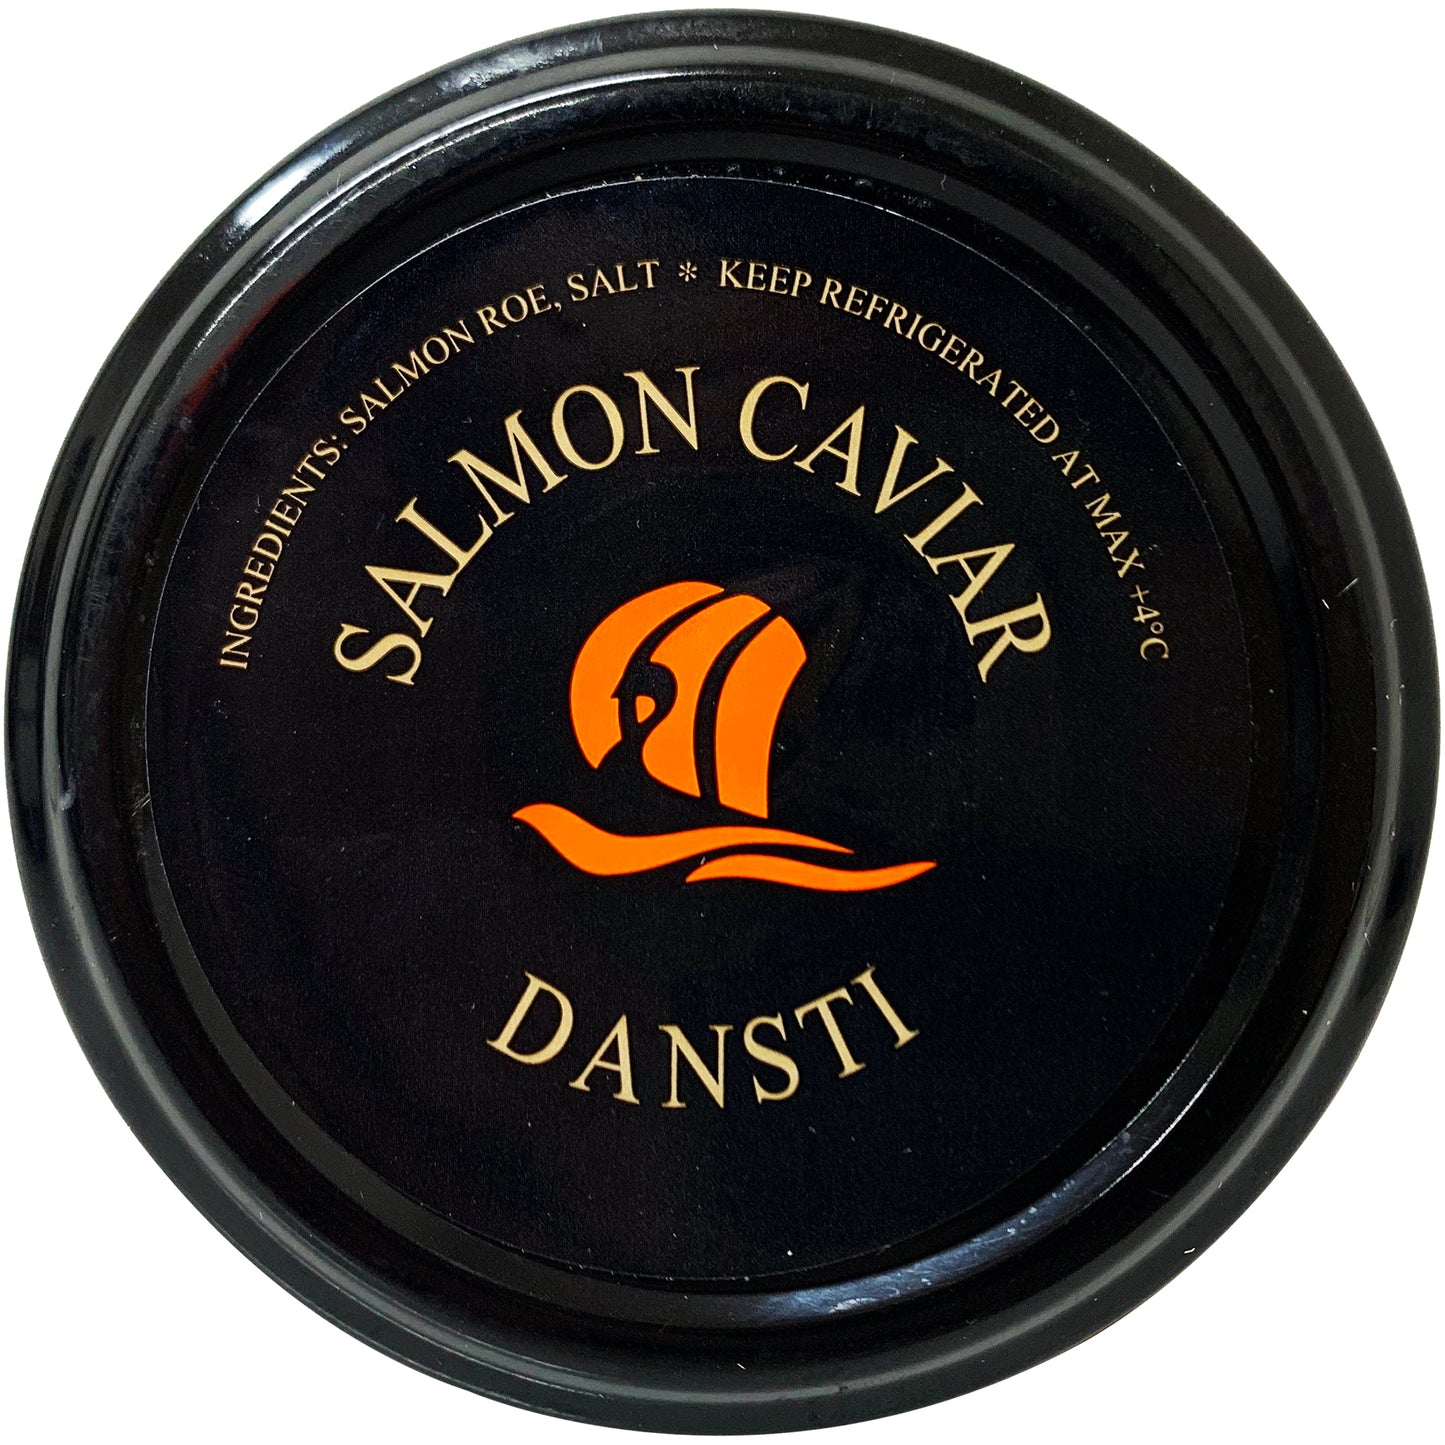 INGREDIENTS: SALMON ROE, SALT * KEEP REFRIGERATED AT MAX +4°C
SALMON CAVIAR
DANSTI